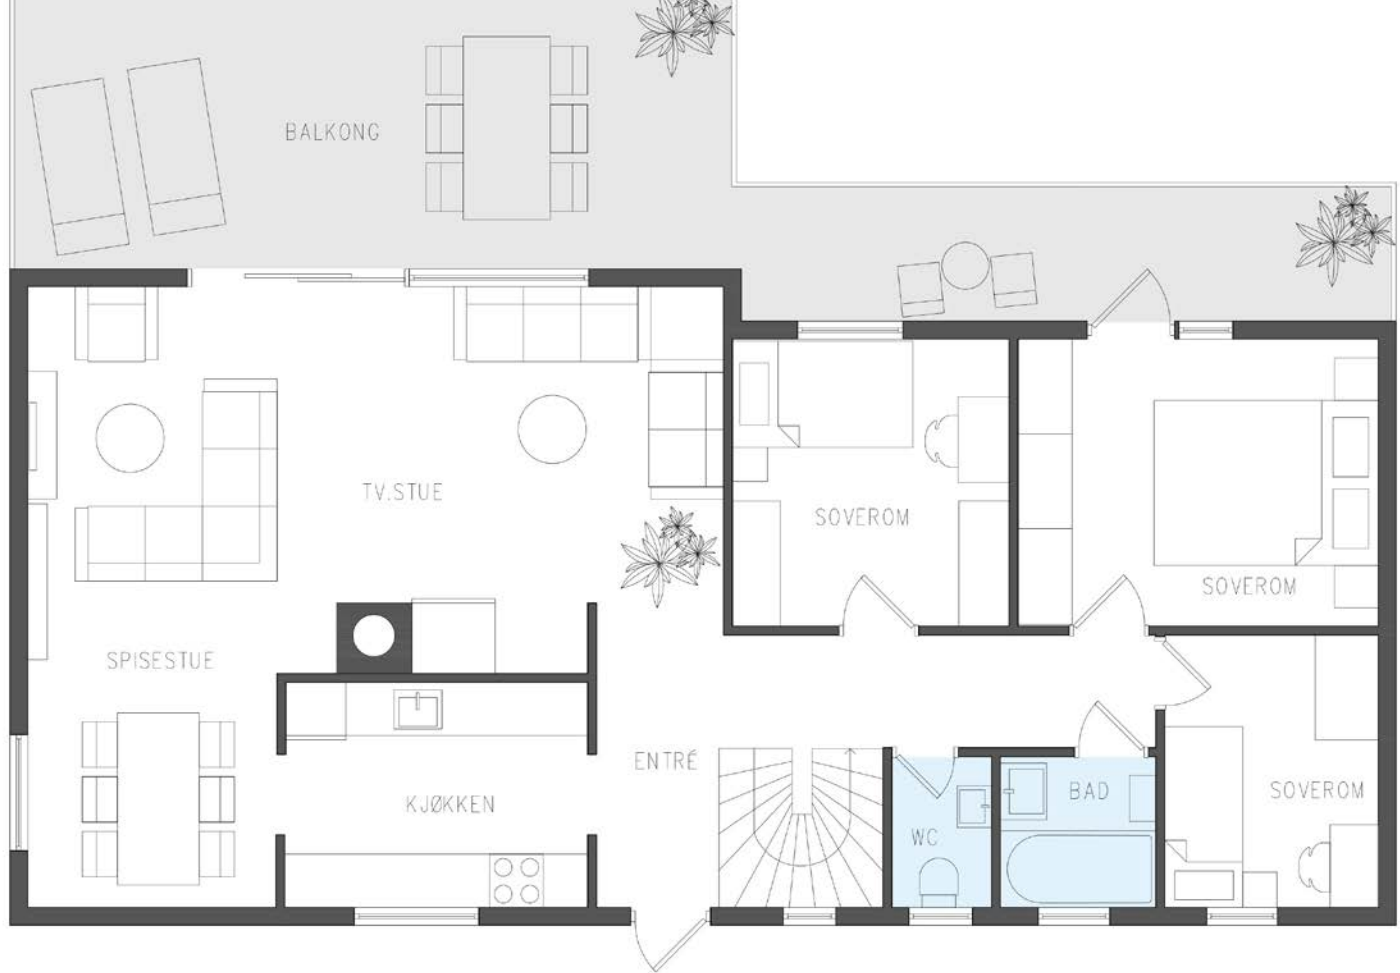 BALKONG
TV.STUE
SOVEROM
SOVEROM
SPISESTUE
ENTRÉ
KJØKKEN
WC
BAD
SOVEROM